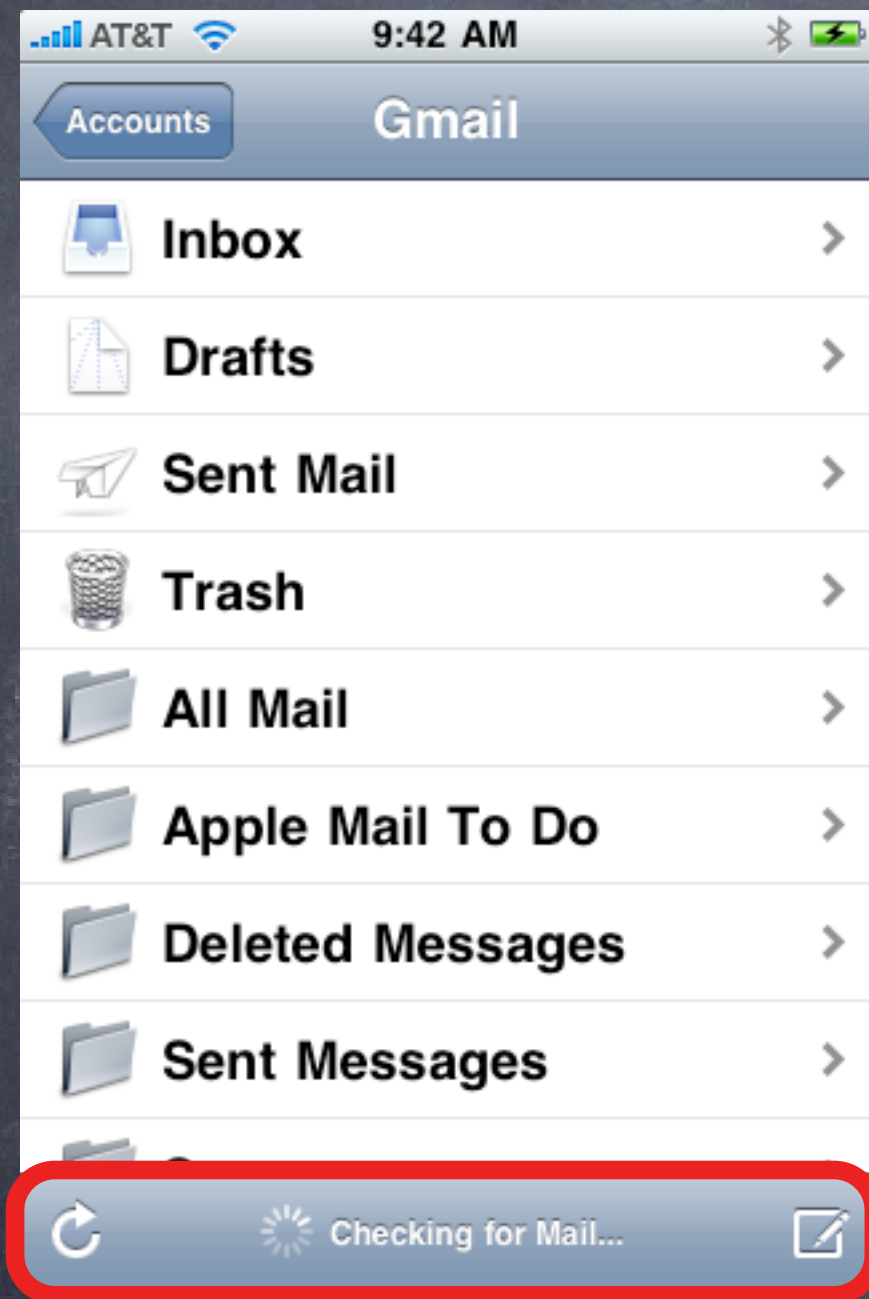 AT&T 9:42 AM
Accounts Gmail
Inbox
Drafts
Sent Mail
Trash
All Mail
Apple Mail To Do
Deleted Messages
Sent Messages
Checking for Mail...